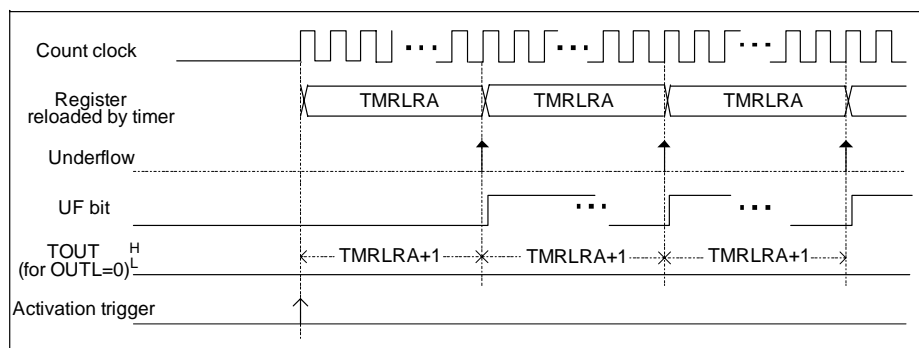 Count clock
Register
reloaded by timer
TMRLRA TMRLRA TMRLRA
Underflow
UF bit
TOUT H
(for OUTL=0) L
TMRLRA+1 TMRLRA+1 TMRLRA+1
Activation trigger